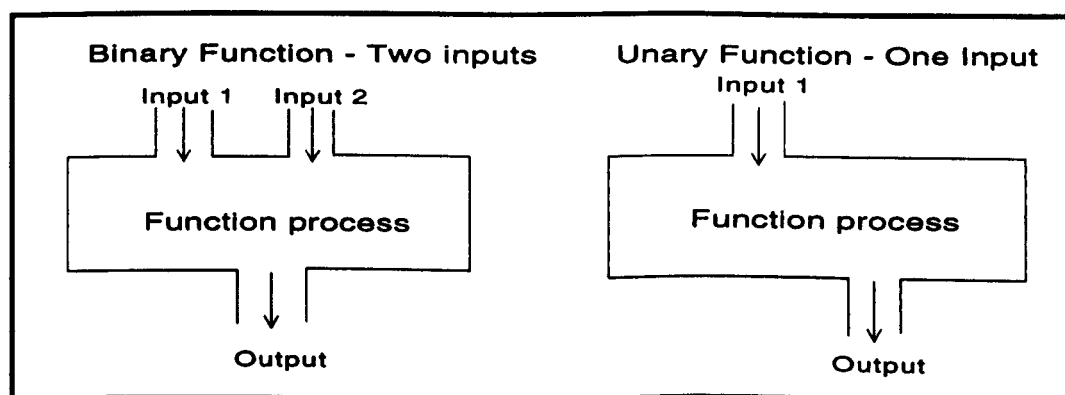 Binary Function - Two inputs
Input 1 Input 2
Function process
Output
Unary Function - One Input
Input 1
Function process
Output